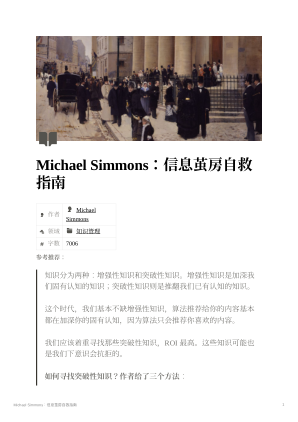 Michael Simmons：信息茧房自救
指南
作者
Michael
Simmons
领域
知识管理
# 字数
7006
参考推荐：
知识分为两种：增强性知识和突破性知识。增强性知识是加深我
们固有认知的知识；突破性知识则是推翻我们已有认知的知识。
这个时代，我们基本不缺增强性知识，算法推荐给你的内容基本
都在加深你的固有认知，因为算法只会推荐你喜欢的内容。
我们应该着重寻找那些突破性知识，ROI 最高。这些知识可能也
是我们下意识会抗拒的。
如何寻找突破性知识？作者给了三个方法：
Michael Simmons：信息茧房自救指南
1